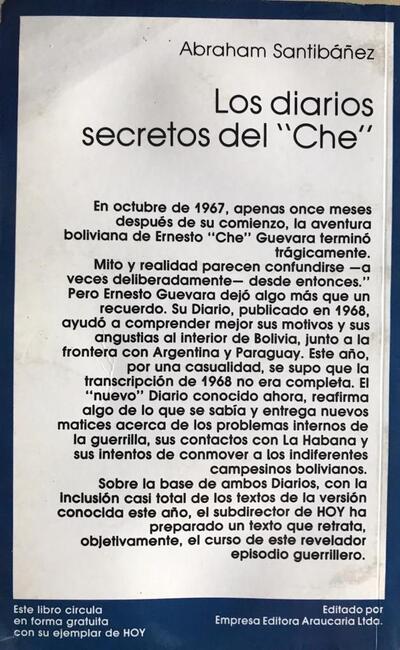 Abraham Santibáñez
Los diarios
secretos del "Che"
En octubre de 1967, apenas once meses
después de su comienzo, la aventura
boliviana de Ernesto "Che" Guevara terminó
trágicamente.
Mito y realidad parecen confundirse —a
veces deliberadamente— desde entonces."
Pero Ernesto Guevara dejó algo más que un
recuerdo. Su Diario, publicado en 1968,
ayudó a comprender mejor sus motivos y sus
angustias al interior de Bolivia, junto a la
frontera con Argentina y Paraguay. Este año,
por una casualidad, se supo que la
transcripción de 1968 no era completa. El
"nuevo" Diario conocido ahora, reafirma
algo de lo que se sabía y entrega nuevos
matices acerca de los problemas internos de
la guerrilla, sus contactos con La Habana y
sus intentos de conmover a los indiferentes
campesinos bolivianos.
Sobre la base de ambos Diarios, con la
inclusión casi total de los textos de la versión
conocida este año, el subdirector de HOY ha
preparado un texto que retrata,
objetivamente, el curso de este revelador
episodio guerrillero.
Este libro circula
en forma gratuita
con su ejemplar de HOY
Editado por
Empresa Editora Araucaria Ltda.